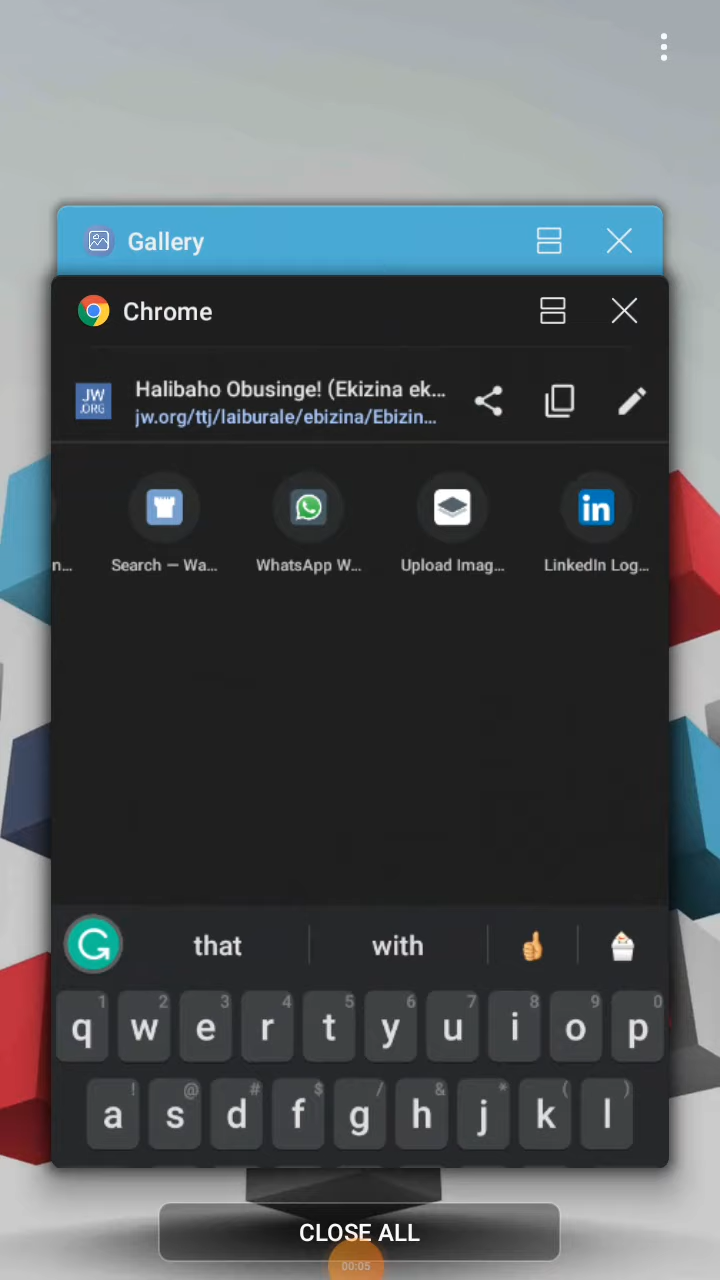 Gallery
Chrome
JW
.ORG
Halibaho Obusinge! (Ekizina ek...
jw.org/ttj/laiburale/ebizina/Ebizin...
n...
Search — Wa...
WhatsApp W...
Upload Imag...
in
LinkedIn Log...
that
with
1 2 3 4 5 6 7 8 9 0
q w e r t y u i o p
! @ # $ / & * ( )
a s d f g h j k l
CLOSE ALL
00:05